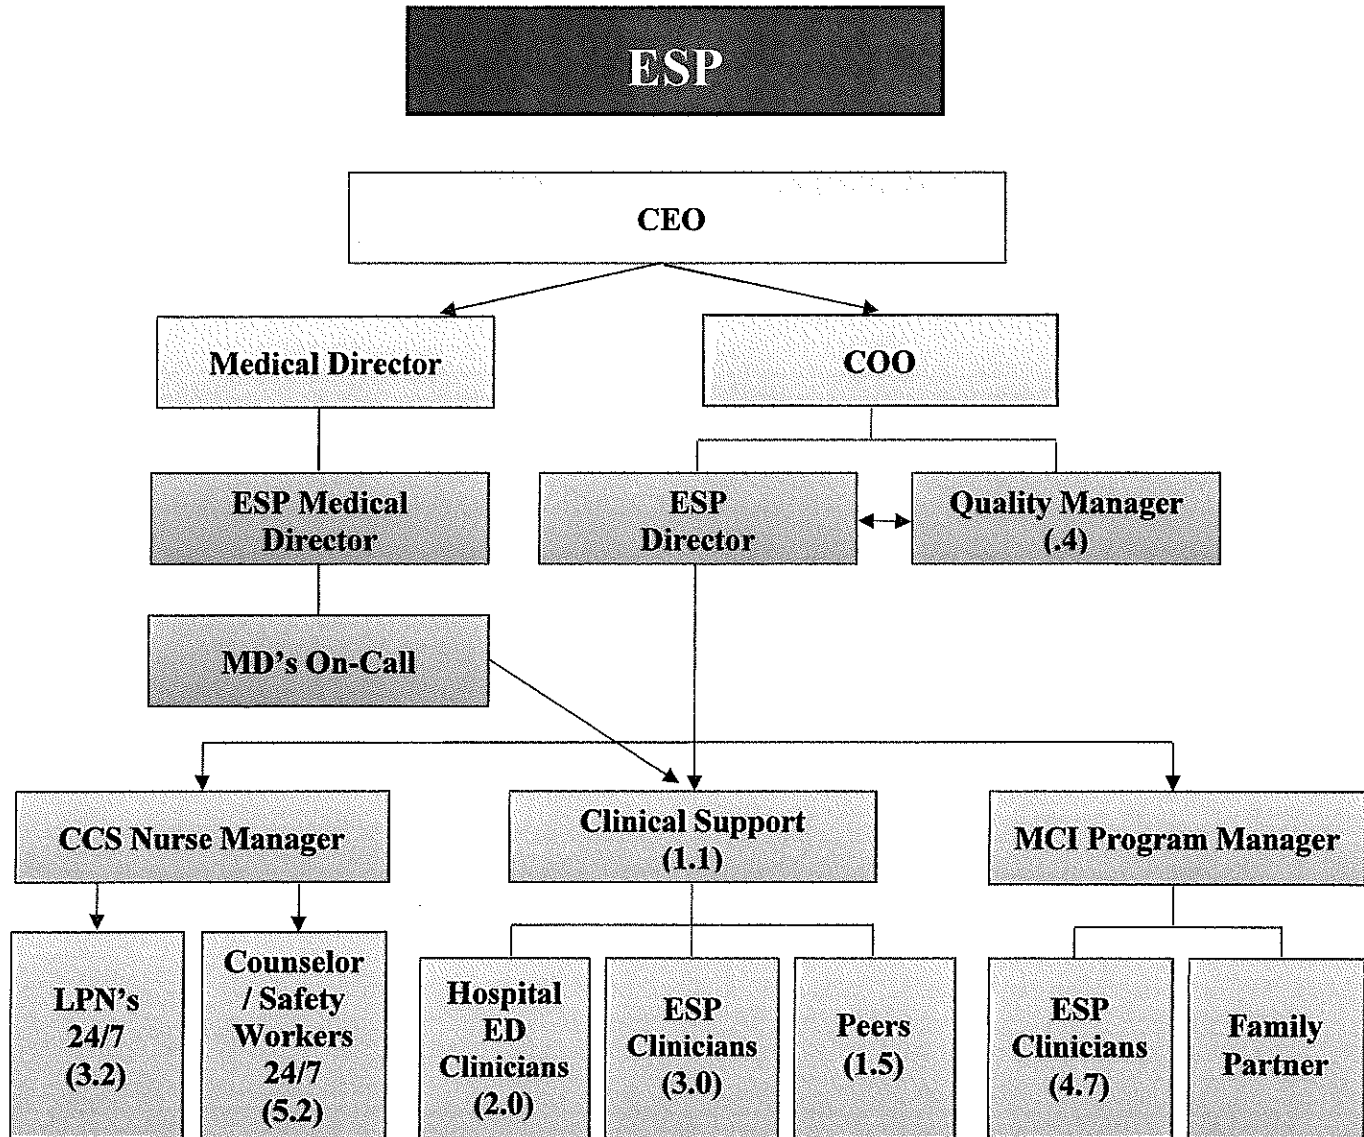 ESP
CEO
Medical Director
COO
ESP Medical
Director
ESP
Director
Quality Manager
(.4)
MD's On-Call
CCS Nurse Manager
Clinical Support
(1.1)
MCI Program Manager
LPN's
24/7
(3.2)
Counselor
/ Safety
Workers
24/7
(5.2)
Hospital
ED
Clinicians
(2.0)
ESP
Clinicians
(3.0)
Peers
(1.5)
ESP
Clinicians
(4.7)
Family
Partner